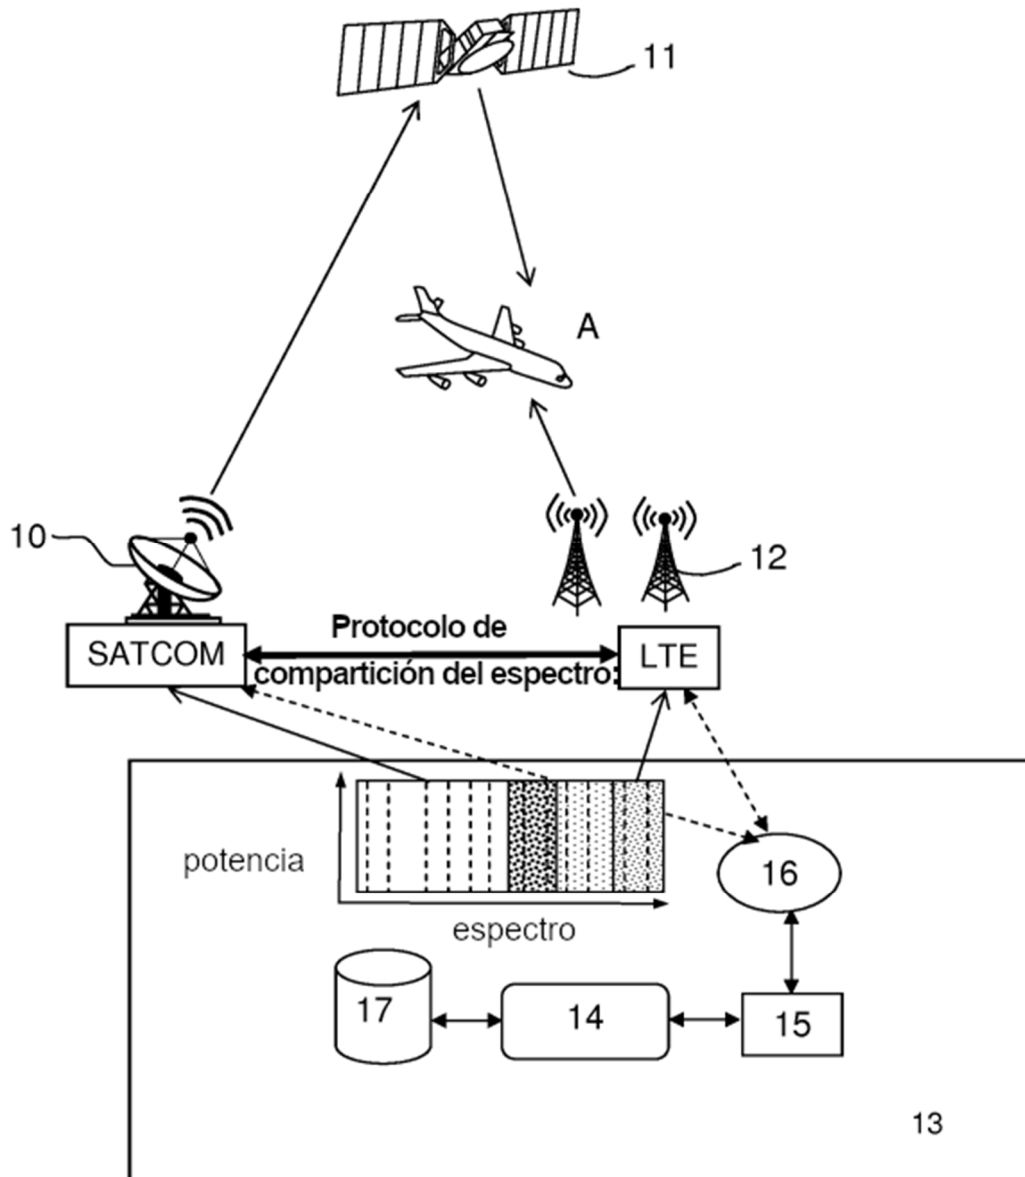 11
A
10
12
Protocolo de
SATCOM
LTE
compartición del espectro:
potencia
16
espectro
17
14
15
13